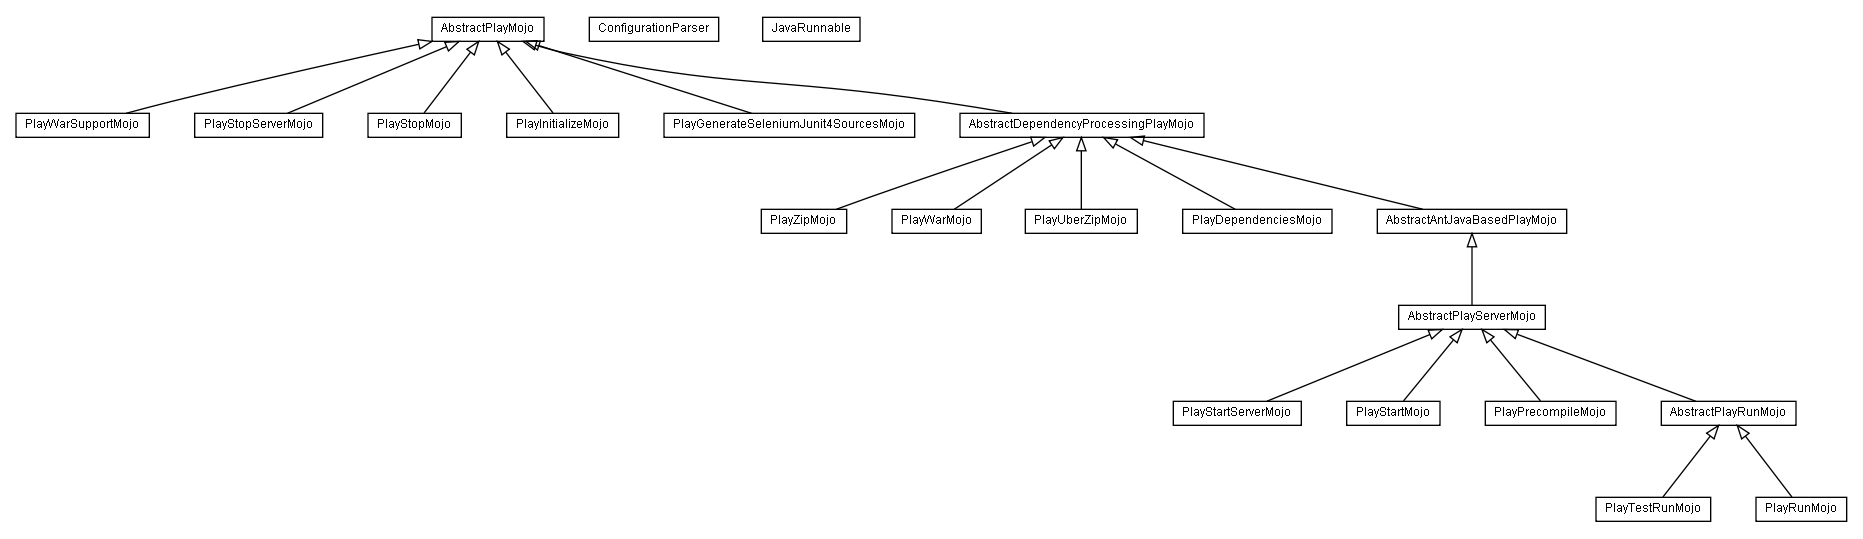 AbstractPlayMojo
ConfigurationParser
JavaRunnable
PlayWarSupportMojo
PlayStopServerMojo
PlayStopMojo
PlayInitializeMojo
PlayGenerateSeleniumJunit4SourcesMojo
AbstractDependencyProcessingPlayMojo
PlayZipMojo
PlayWarMojo
PlayUberZipMojo
PlayDependenciesMojo
AbstractAntJavaBasedPlayMojo
AbstractPlayServerMojo
PlayStartServerMojo
PlayStartMojo
PlayPrecompileMojo
AbstractPlayRunMojo
PlayTestRunMojo
PlayRunMojo